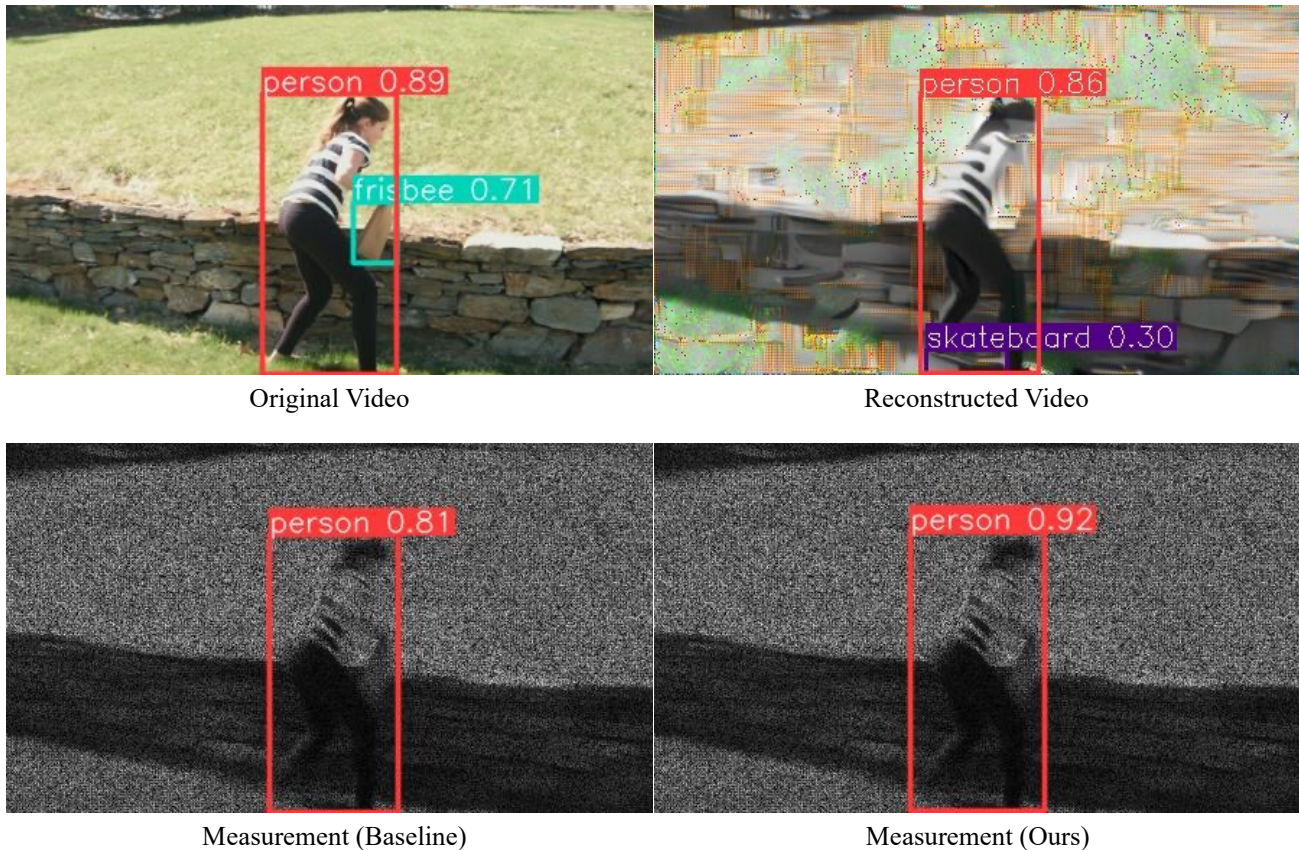 person 0.89
frisbee 0.71
person 0.86
skateboard 0.30
Original Video
Reconstructed Video
person 0.81
person 0.92
Measurement (Baseline)
Measurement (Ours)